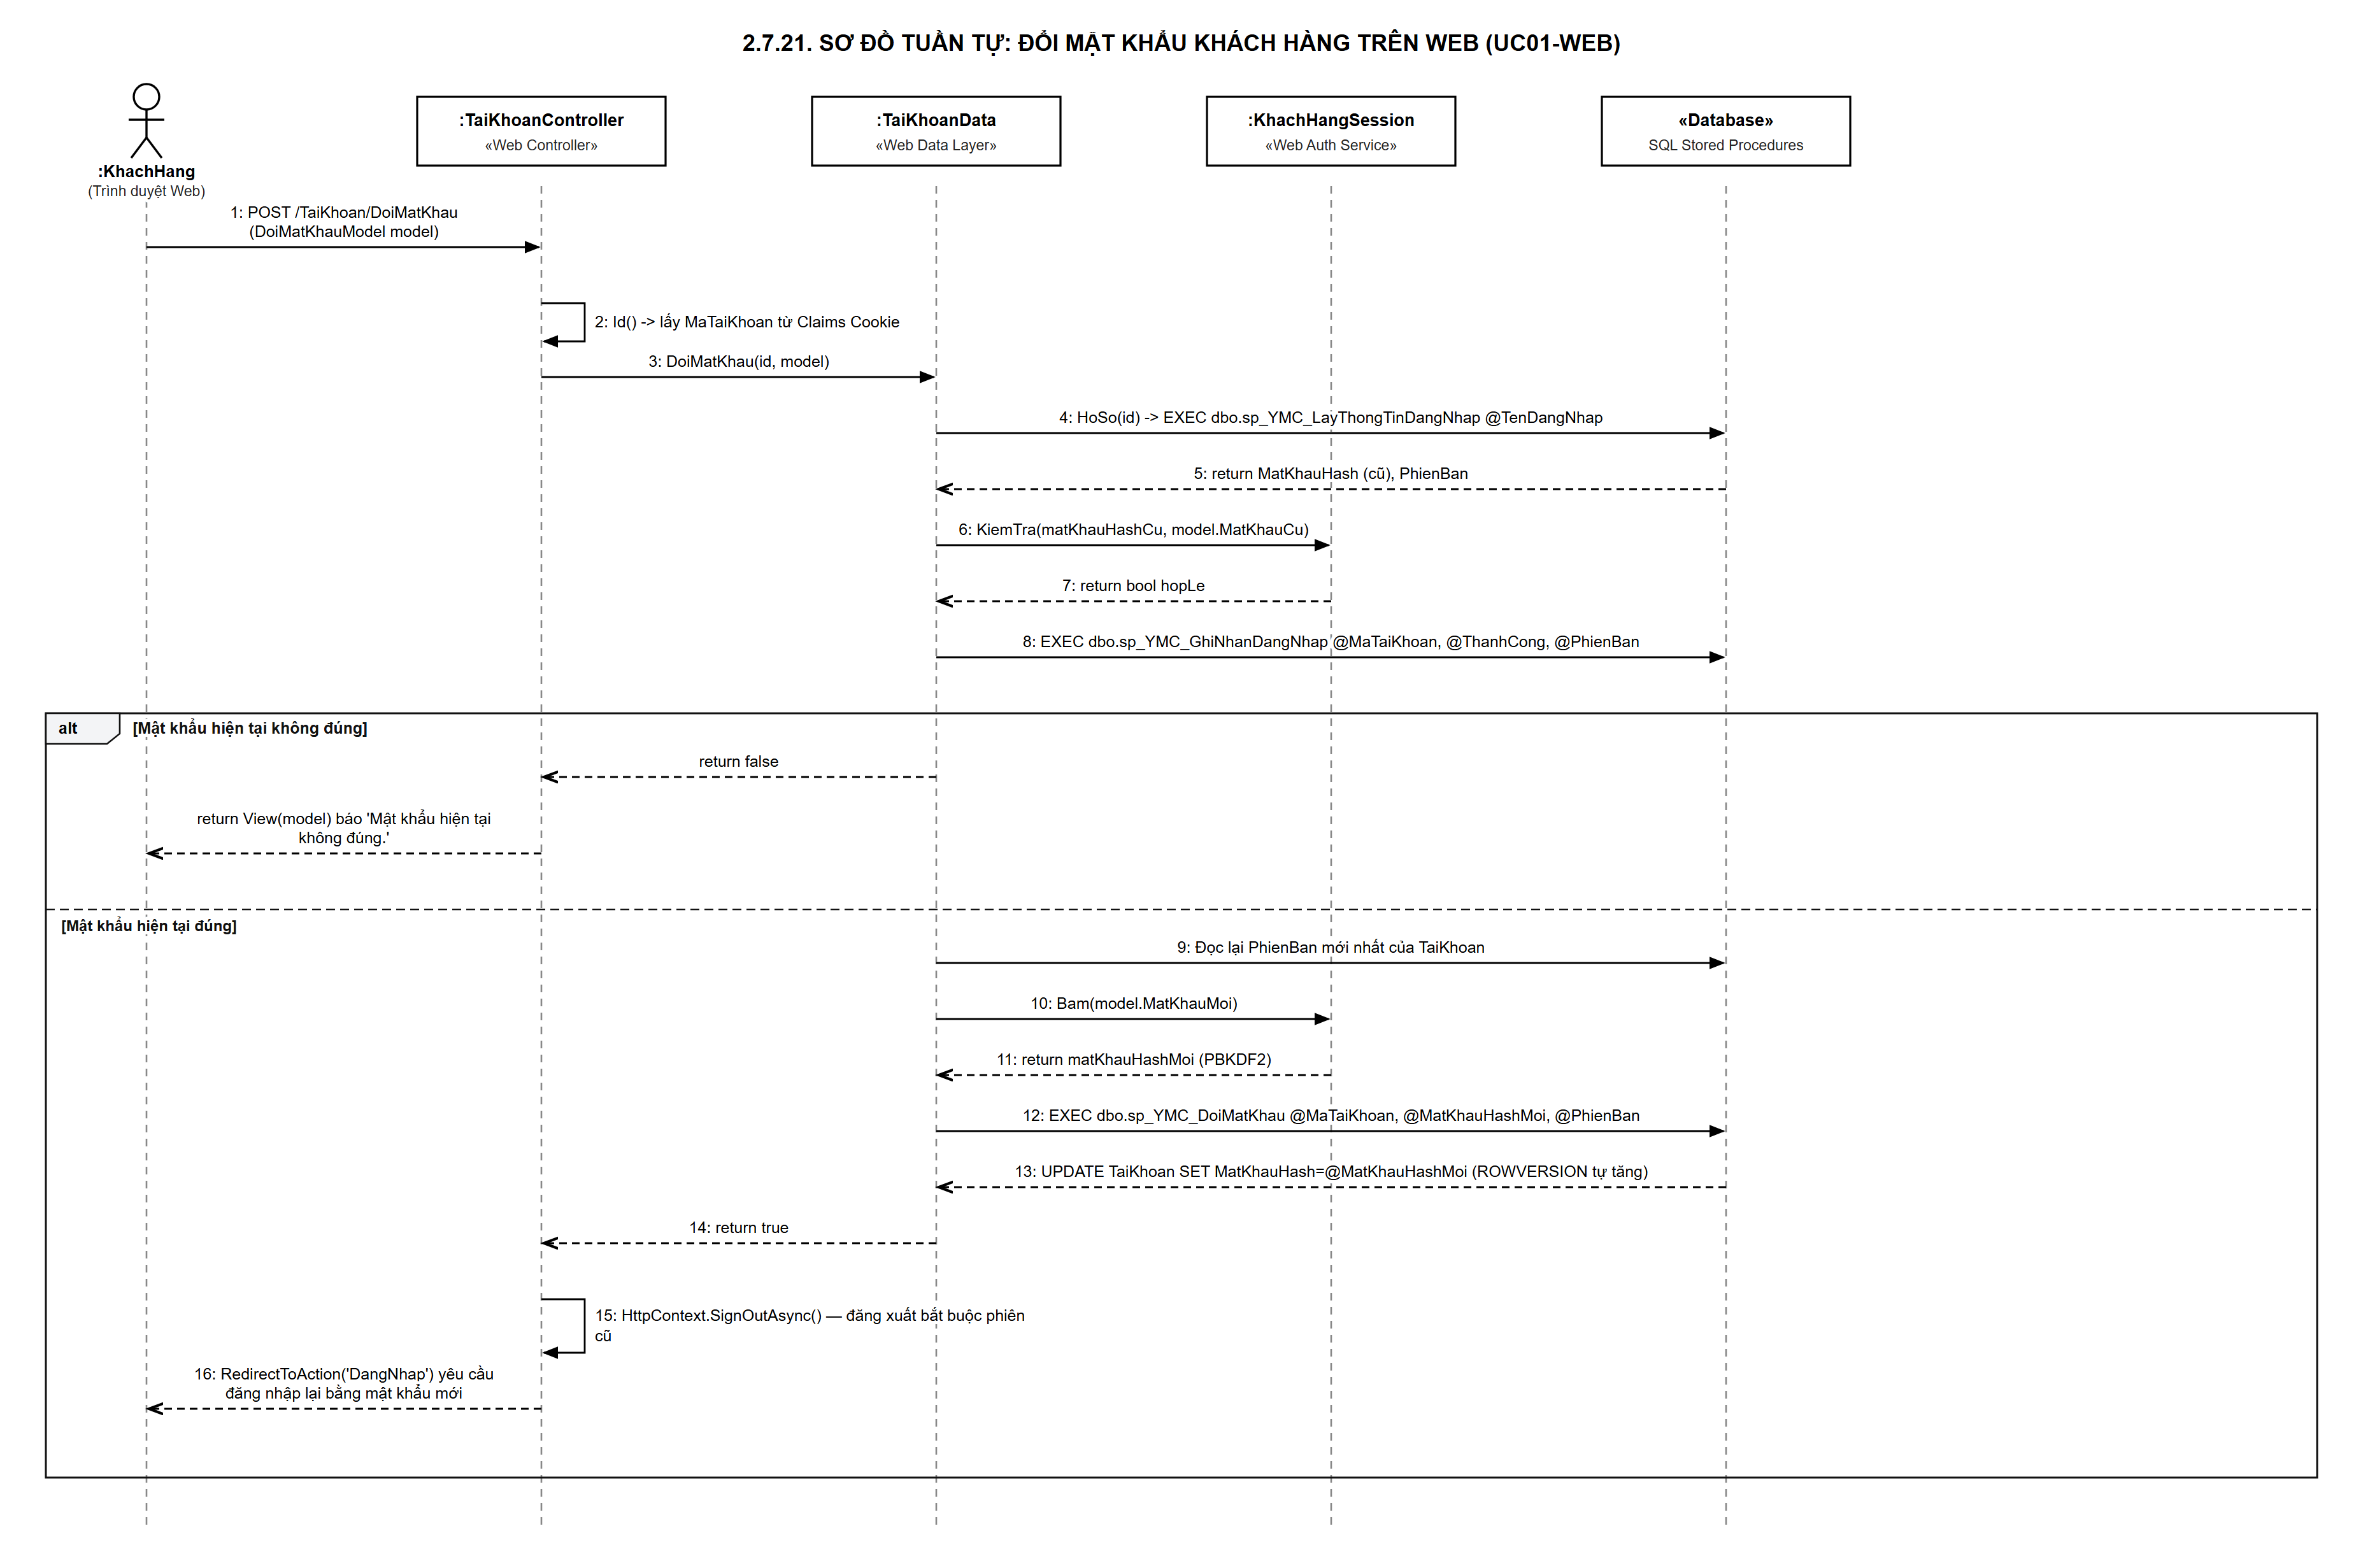 2.7.21. SƠ ĐỒ TUẦN TỰ: ĐỔI MẬT KHẨU KHÁCH HÀNG TRÊN WEB (UC01-WEB)
:KhachHang
(Trình duyệt Web)
:TaiKhoanController
«Web Controller»
:TaiKhoanData
«Web Data Layer»
:KhachHangSession
«Web Auth Service»
«Database»
SQL Stored Procedures
1: POST /TaiKhoan/DoiMatKhau
(DoiMatKhauModel model)
2: Id() -> lấy MaTaiKhoan từ Claims Cookie
3: DoiMatKhau(id, model)
4: HoSo(id) -> EXEC dbo.sp_YMC_LayThongTinDangNhap @TenDangNhap
5: return MatKhauHash (cũ), PhienBan
6: KiemTra(matKhauHashCu, model.MatKhauCu)
7: return bool hopLe
8: EXEC dbo.sp_YMC_GhiNhanDangNhap @MaTaiKhoan, @ThanhCong, @PhienBan
alt
[Mật khẩu hiện tại không đúng]
return false
return View(model) báo 'Mật khẩu hiện tại
không đúng.'
[Mật khẩu hiện tại đúng]
9: Đọc lại PhienBan mới nhất của TaiKhoan
10: Bam(model.MatKhauMoi)
11: return matKhauHashMoi (PBKDF2)
12: EXEC dbo.sp_YMC_DoiMatKhau @MaTaiKhoan, @MatKhauHashMoi, @PhienBan
13: UPDATE TaiKhoan SET MatKhauHash=@MatKhauHashMoi (ROWVERSION tự tăng)
14: return true
15: HttpContext.SignOutAsync() — đăng xuất bắt buộc phiên
cũ
16: RedirectToAction('DangNhap') yêu cầu
đăng nhập lại bằng mật khẩu mới